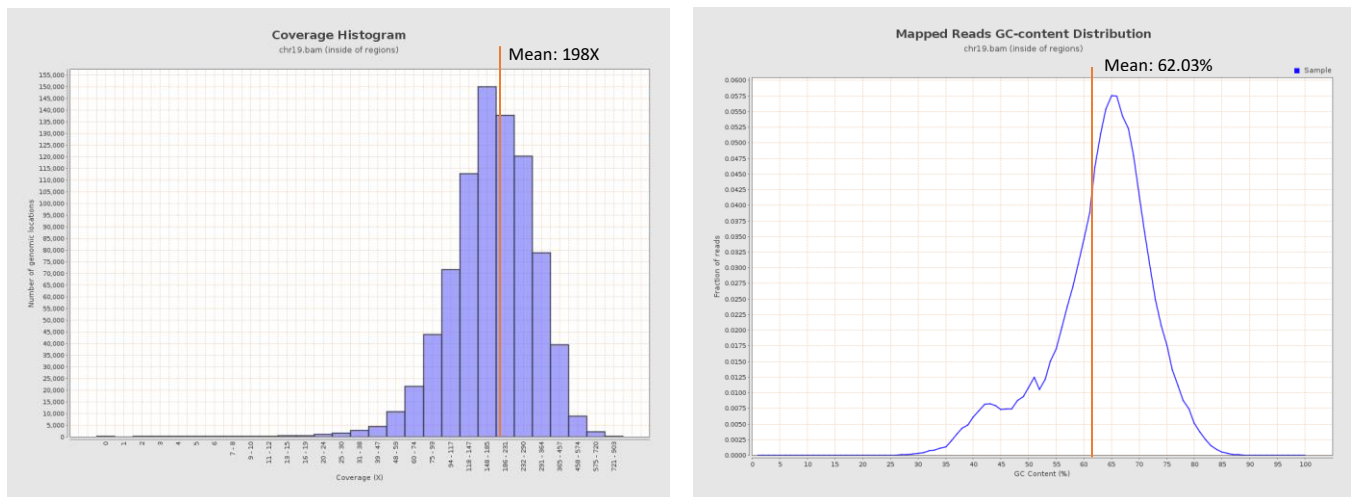 Coverage Histogram
chr19.bam (inside of regions)
Mean: 198X
155,000
150,000
145,000
140,000
135,000
130,000
125,000
120,000
115,000
110,000
105,000
100,000
95,000
90,000
85,000
80,000
75,000
70,000
65,000
60,000
55,000
50,000
45,000
40,000
35,000
30,000
25,000
20,000
15,000
10,000
5,000
0
Number of genomic locations
0
1
2
3
4
5
6
7 - 8
9 - 10
11 - 12
13 - 15
16 - 19
20 - 24
25 - 30
31 - 38
39 - 47
48 - 59
60 - 74
75 - 93
94 - 117
118 - 147
148 - 185
186 - 231
232 - 290
291 - 364
365 - 457
458 - 574
575 - 720
721 - 903
Coverage (X)
Mapped Reads GC-content Distribution
chr19.bam (inside of regions)
Mean: 62.03%
Sample
0.0600
0.0575
0.0550
0.0525
0.0500
0.0475
0.0450
0.0425
0.0400
0.0375
0.0350
0.0325
0.0300
0.0275
0.0250
0.0225
0.0200
0.0175
0.0150
0.0125
0.0100
0.0075
0.0050
0.0025
0.0000
Fraction of reads
0 5 10 15 20 25 30 35 40 45 50 55 60 65 70 75 80 85 90 95 100
GC Content (%)